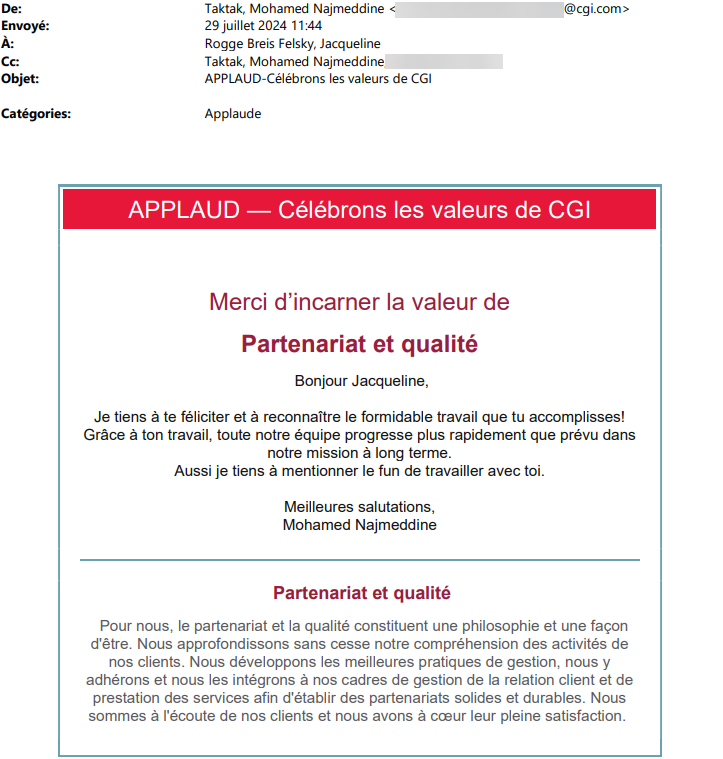 De: Taktak, Mohamed Najmeddine < @cgi.com>
Envoyé: 29 juillet 2024 11:44
À: Rogge Breis Felsky, Jacqueline
Cc: Taktak, Mohamed Najmeddine
Objet: APPLAUD-Célébrons les valeurs de CGI
Catégories: Applaude
APPLAUD — Célébrons les valeurs de CGI
Merci d’incarner la valeur de
Partenariat et qualité
Bonjour Jacqueline,
Je tiens à te féliciter et à reconnaître le formidable travail que tu accomplisses!
Grâce à ton travail, toute notre équipe progresse plus rapidement que prévu dans
notre mission à long terme.
Aussi je tiens à mentionner le fun de travailler avec toi.
Meilleures salutations,
Mohamed Najmeddine
Partenariat et qualité
Pour nous, le partenariat et la qualité constituent une philosophie et une façon
d'être. Nous approfondissons sans cesse notre compréhension des activités de
nos clients. Nous développons les meilleures pratiques de gestion, nous y
adhérons et nous les intégrons à nos cadres de gestion de la relation client et de
prestation des services afin d'établir des partenariats solides et durables. Nous
sommes à l'écoute de nos clients et nous avons à cœur leur pleine satisfaction.